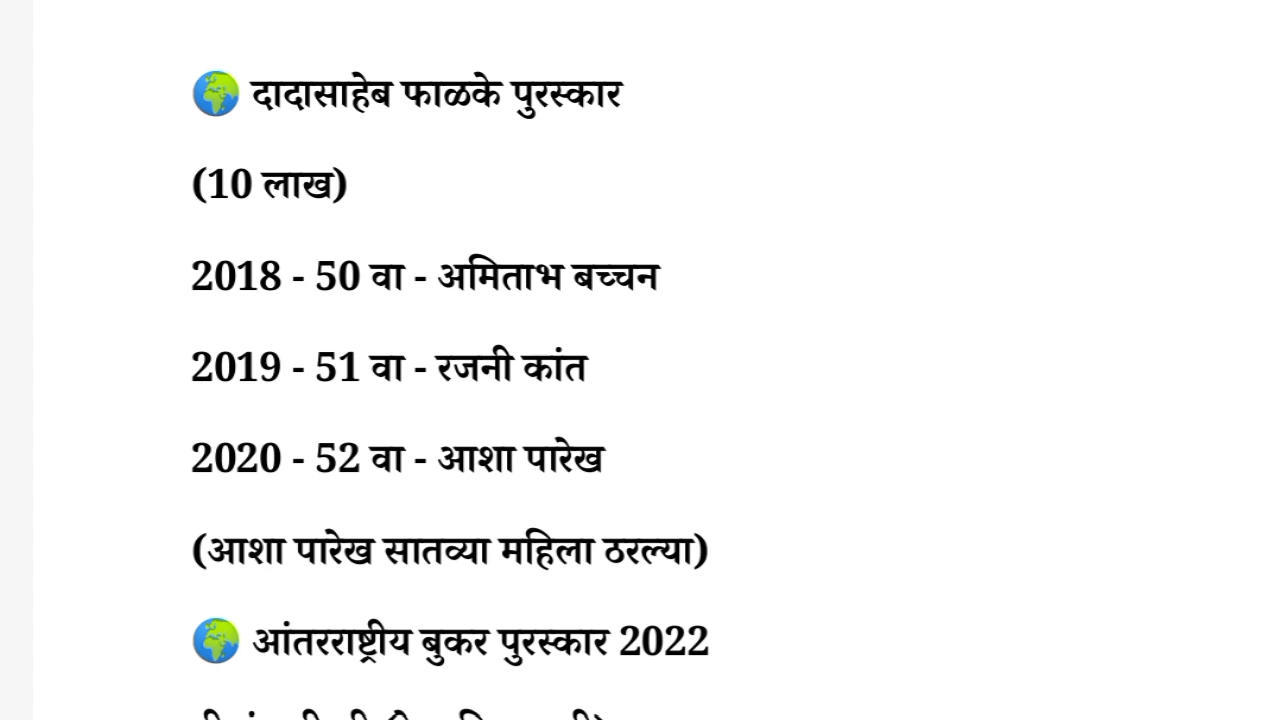 🌍 दादासाहेब फाळके पुरस्कार
(10 लाख)
2018 - 50 वा - अमिताभ बच्चन
2019 - 51 वा - रजनी कांत
2020 - 52 वा - आशा पारेख
(आशा पारेख सातव्या महिला ठरल्या)
🌍 आंतरराष्ट्रीय बुकर पुरस्कार 2022